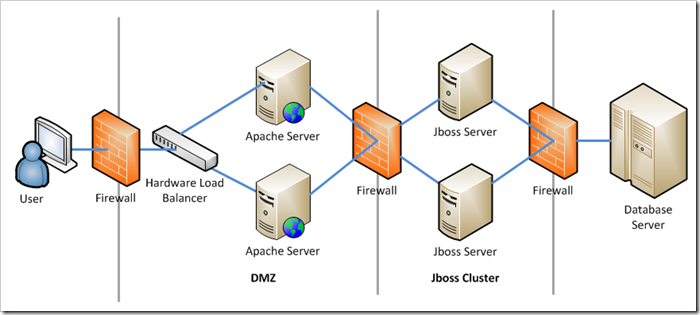 Apache Server
Jboss Server
User
Firewall
Hardware Load
Balancer
Firewall
Firewall
Database
Server
Apache Server
Jboss Server
DMZ
Jboss Cluster